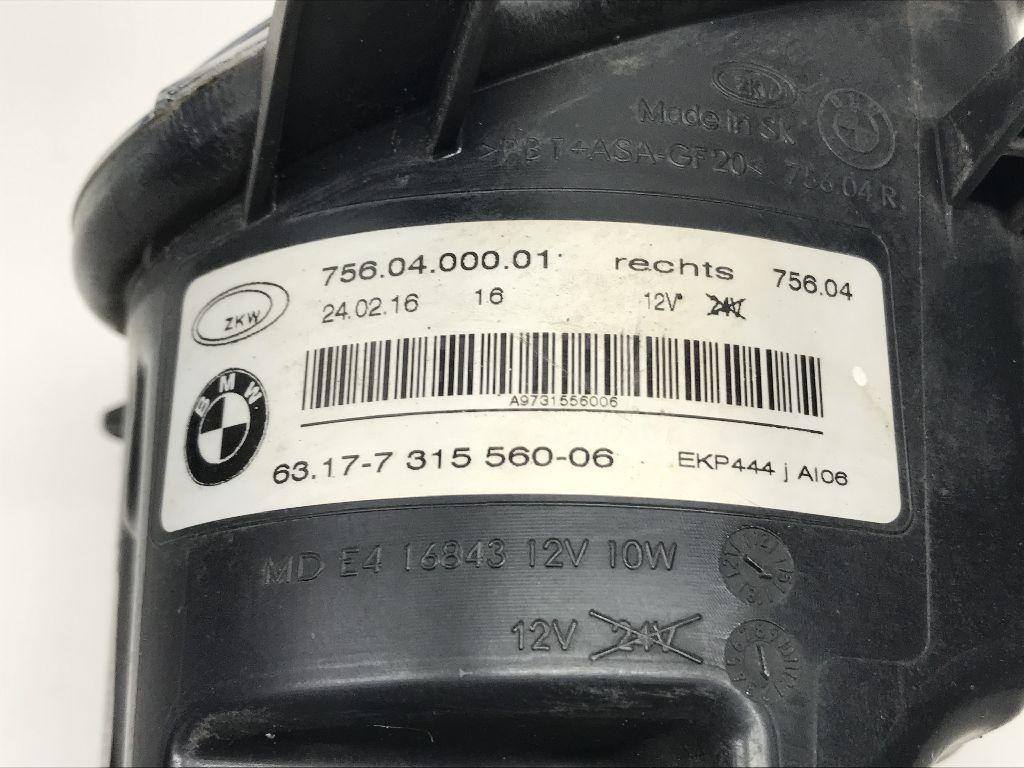 ZKW
Made in Sk
BMW
>PBT+ASA-GF20< 756 04 R
756.04.000.01 rechts 756.04
ZKW
24.02.16 16 12V 24V
BMW
A9731556006
63.17-7 315 560-06 EKP444 j AI06
MD E4 16843 12V 10W
12V 24V